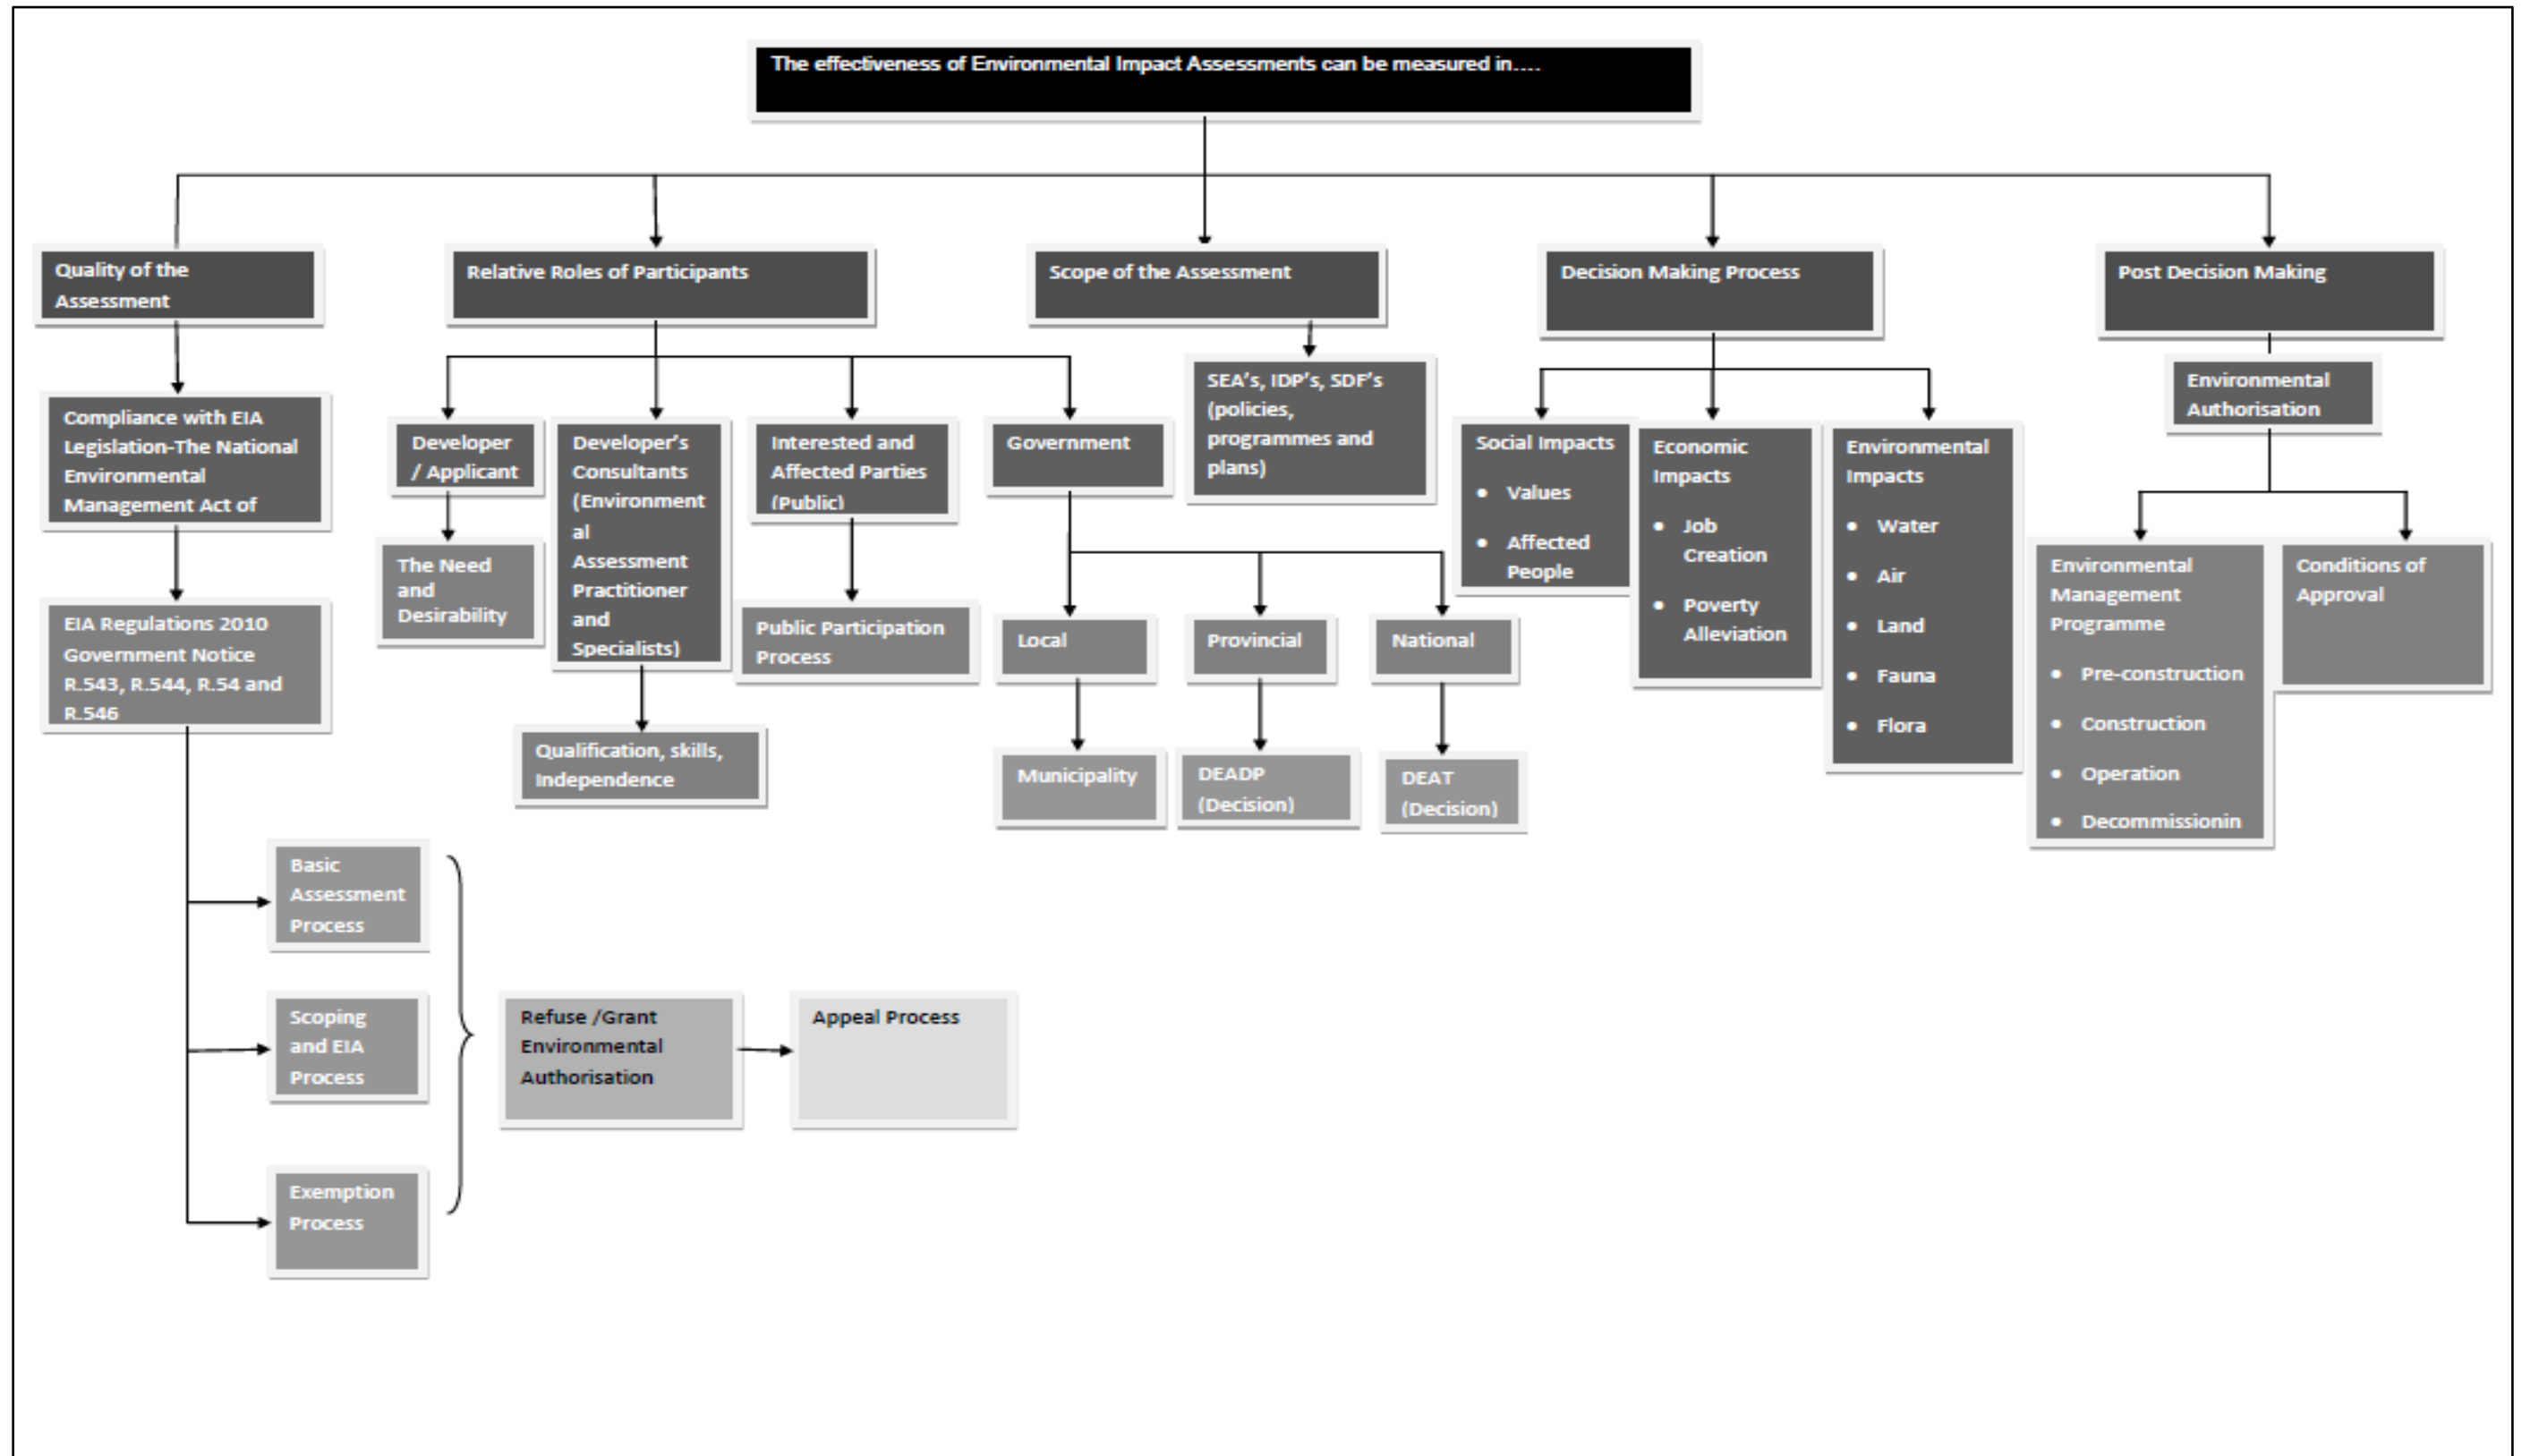 The effectiveness of Environmental Impact Assessments can be measured in....
Quality of the
Assessment
Relative Roles of Participants
Scope of the Assessment
Decision Making Process
Post Decision Making
Compliance with EIA
Legislation-The National
Environmental
Management Act of
EIA Regulations 2010
Government Notice
R.543, R.544, R.54 and
R.546
Basic
Assessment
Process
Scoping
and EIA
Process
Exemption
Process
Refuse /Grant
Environmental
Authorisation
Appeal Process
Developer
/ Applicant
The Need
and
Desirability
Developer's
Consultants
(Environment
al
Assessment
Practitioner
and
Specialists)
Qualification, skills,
Independence
Interested and
Affected Parties
(Public)
Public Participation
Process
Government
Local
Provincial
National
Municipality
DEADP
(Decision)
DEAT
(Decision)
SEA's, IDP's, SDF's
(policies,
programmes and
plans)
Social Impacts
• Values
• Affected
People
Economic
Impacts
• Job
Creation
• Poverty
Alleviation
Environmental
Impacts
• Water
• Air
• Land
• Fauna
• Flora
Environmental
Authorisation
Environmental
Management
Programme
• Pre-construction
• Construction
• Operation
• Decommissionin
Conditions of
Approval